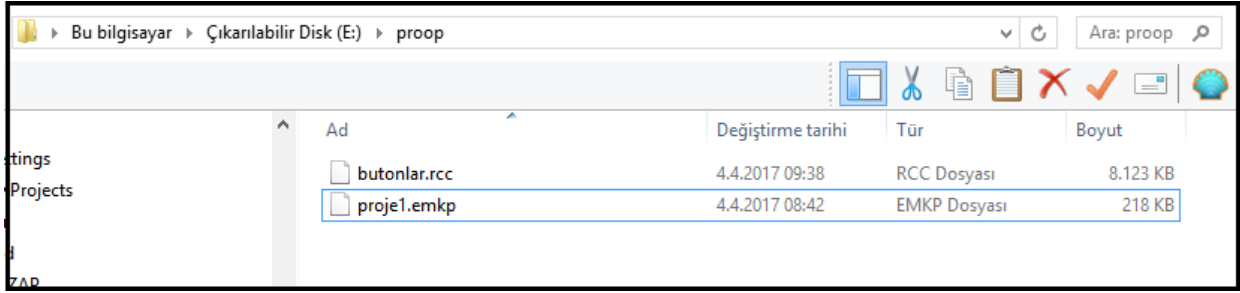 Bu bilgisayar Çıkarılabilir Disk (E:) proop Ara: proop
Ad Değiştirme tarihi Tür Boyut
ttings
Projects
butonlar.rcc 4.4.2017 09:38 RCC Dosyası 8.123 KB
proje1.emkp 4.4.2017 08:42 EMKP Dosyası 218 KB